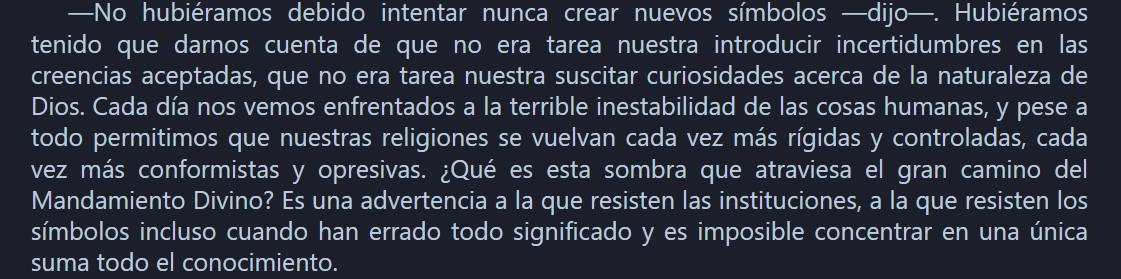 —No hubiéramos debido intentar nunca crear nuevos símbolos —dijo—. Hubiéramos
tenido que darnos cuenta de que no era tarea nuestra introducir incertidumbres en las
creencias aceptadas, que no era tarea nuestra suscitar curiosidades acerca de la naturaleza de
Dios. Cada día nos vemos enfrentados a la terrible inestabilidad de las cosas humanas, y pese a
todo permitimos que nuestras religiones se vuelvan cada vez más rígidas y controladas, cada
vez más conformistas y opresivas. ¿Qué es esta sombra que atraviesa el gran camino del
Mandamiento Divino? Es una advertencia a la que resisten las instituciones, a la que resisten los
símbolos incluso cuando han errado todo significado y es imposible concentrar en una única
suma todo el conocimiento.